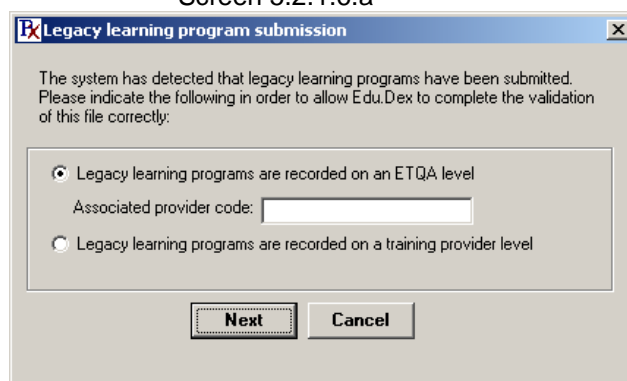 Legacy learning program submission
The system has detected that legacy learning programs have been submitted.
Please indicate the following in order to allow Edu.Dex to complete the validation
of this file correctly:
Legacy learning programs are recorded on an ETQA level
Associated provider code:
Legacy learning programs are recorded on a training provider level
Next Cancel